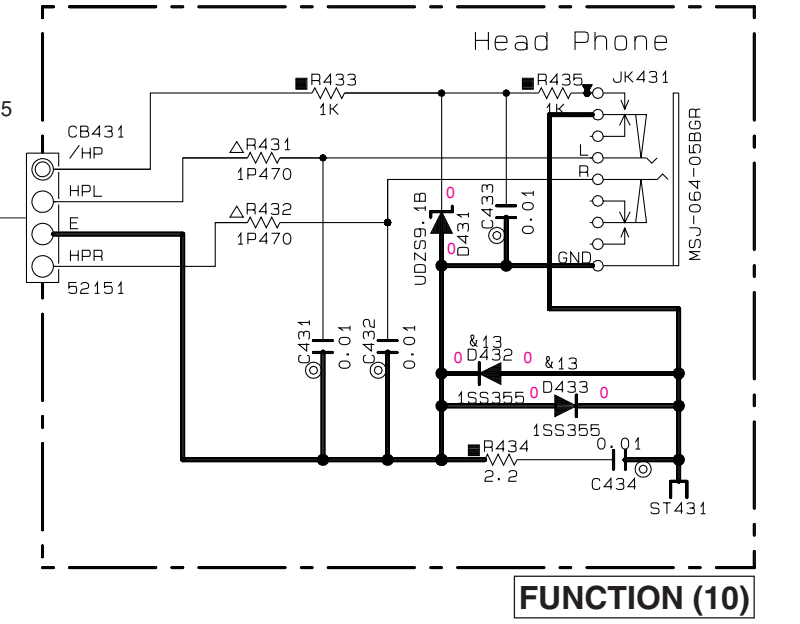 Head Phone
R433
1K
R435
1K
JK431
5
CB431
/HP
R431
1P470
HPL
R432
1P470
E
HPR
52151
L
R
GND
MSJ-064-05BGR
UDZS9.1B
0
0
D431
C433
0.01
C431
0.01
C432
0.01
&13
0
D432
0
1SS355
&13
0
D433
0
1SS355
R434
2.2
0.01
C434
ST431
FUNCTION (10)